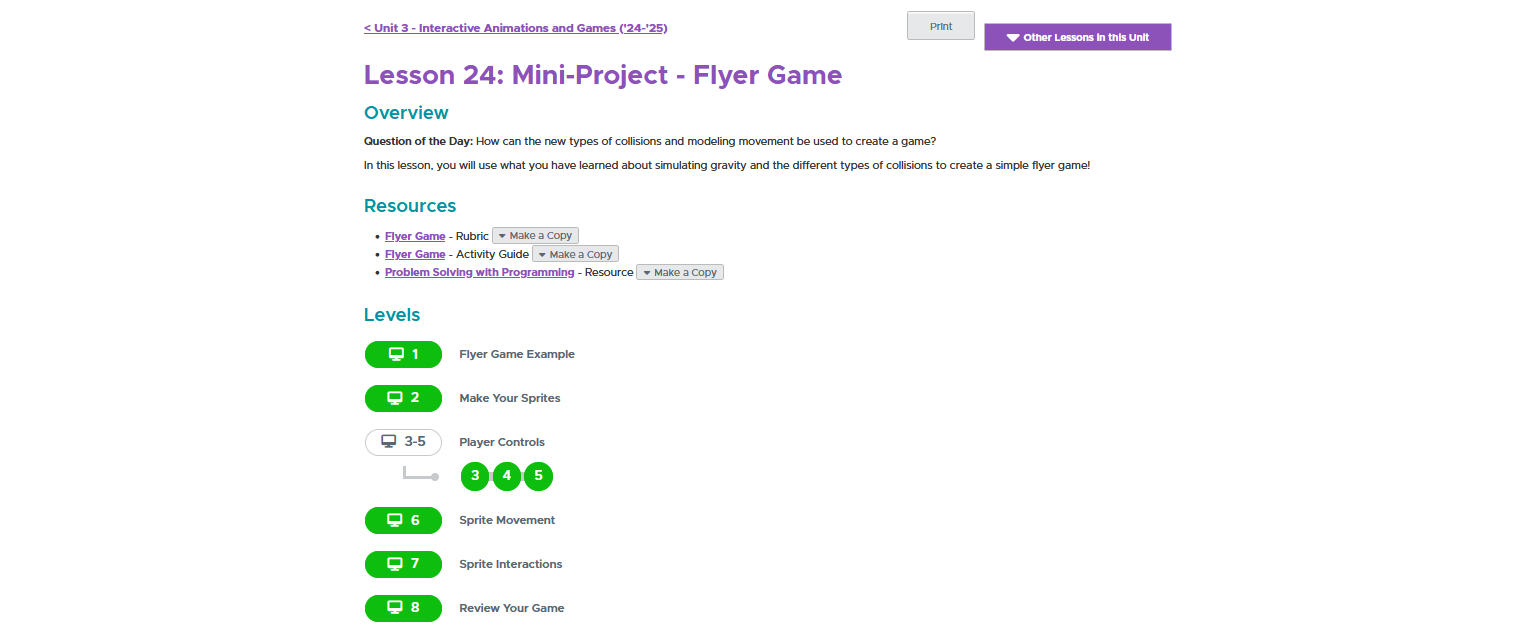 < Unit 3 - Interactive Animations and Games ('24-'25)
Print
Other Lessons in this Unit
Lesson 24: Mini-Project - Flyer Game
Overview
Question of the Day: How can the new types of collisions and modeling movement be used to create a game?
In this lesson, you will use what you have learned about simulating gravity and the different types of collisions to create a simple flyer game!
Resources
• Flyer Game - Rubric Make a Copy
• Flyer Game - Activity Guide Make a Copy
• Problem Solving with Programming - Resource Make a Copy
Levels
1 Flyer Game Example
2 Make Your Sprites
3-5 Player Controls
3 4 5
6 Sprite Movement
7 Sprite Interactions
8 Review Your Game